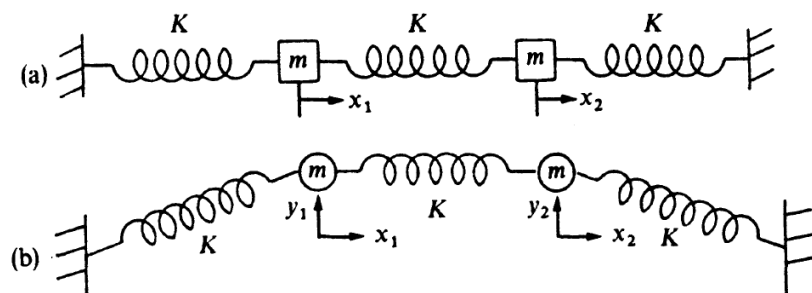 K K K
(a) m m
x₁ x₂
m m
y₁ K y₂
x₁ x₂
(b) K K